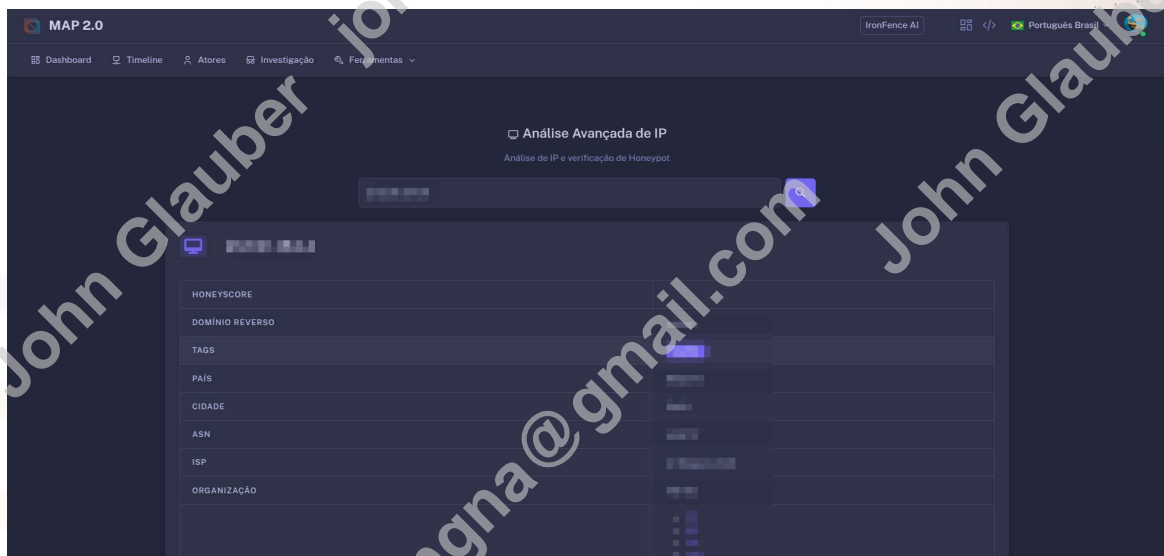 MAP 2.0
IronFence AI
</>
Português Brasil
Dashboard
Timeline
Atores
Investigação
Ferramentas
Análise Avançada de IP
Análise de IP e verificação de Honeypot
HONEYSCORE
DOMÍNIO REVERSO
TAGS
PAÍS
CIDADE
ASN
ISP
ORGANIZAÇÃO
John Glauber
John Glauber
gna@gmail.com